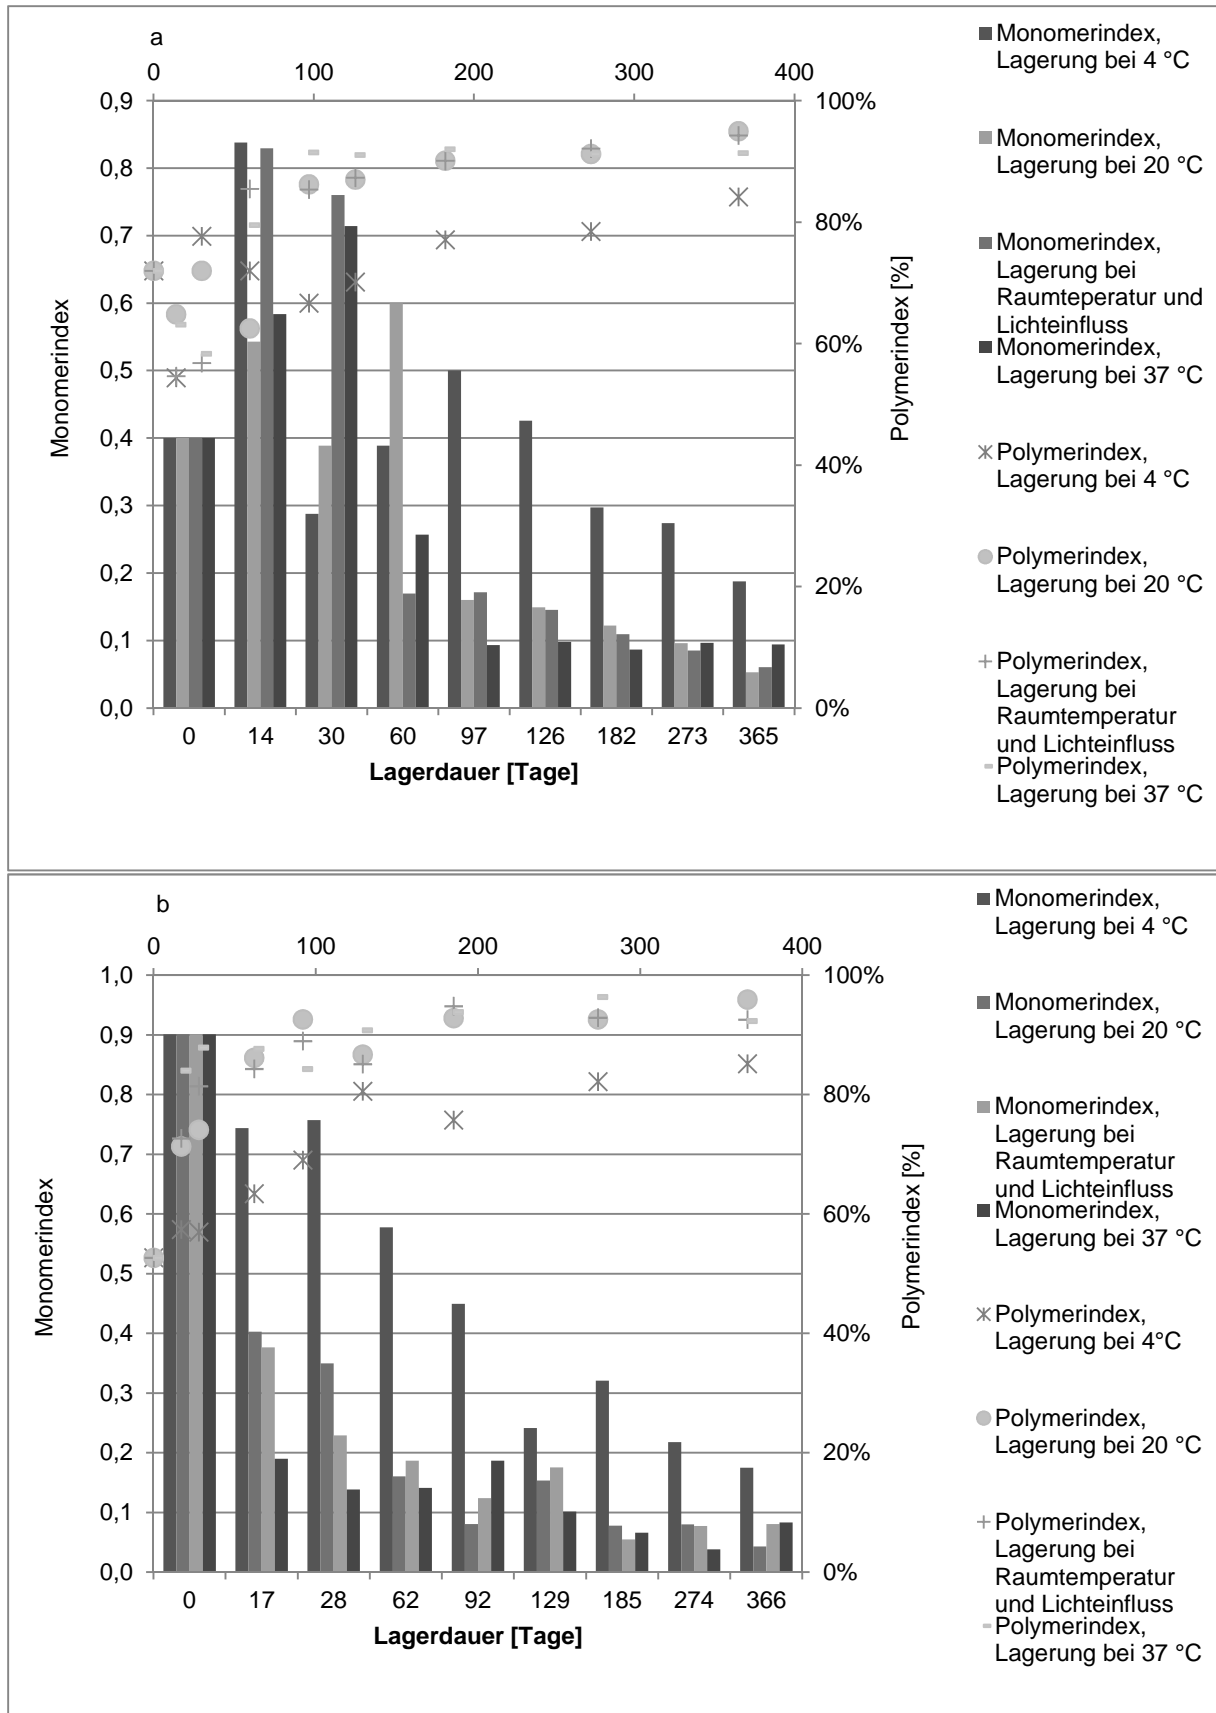 a
0 100 200 300 400
0,9
0,8
0,7
0,6
0,5
0,4
0,3
0,2
0,1
0,0
Monomerindex
100%
80%
60%
40%
20%
0%
Polymerindex [%]
0 14 30 60 97 126 182 273 365
Lagerdauer [Tage]
Monomerindex,
Lagerung bei 4 °C
Monomerindex,
Lagerung bei 20 °C
Monomerindex,
Lagerung bei
Raumteperatur und
Lichteinfluss
Monomerindex,
Lagerung bei 37 °C
Polymerindex,
Lagerung bei 4 °C
Polymerindex,
Lagerung bei 20 °C
Polymerindex,
Lagerung bei
Raumtemperatur
und Lichteinfluss
Polymerindex,
Lagerung bei 37 °C
b
0 100 200 300 400
1,0
0,9
0,8
0,7
0,6
0,5
0,4
0,3
0,2
0,1
0,0
Monomerindex
100%
80%
60%
40%
20%
0%
Polymerindex [%]
0 17 28 62 92 129 185 274 366
Lagerdauer [Tage]
Monomerindex,
Lagerung bei 4 °C
Monomerindex,
Lagerung bei 20 °C
Monomerindex,
Lagerung bei
Raumtemperatur
und Lichteinfluss
Monomerindex,
Lagerung bei 37 °C
Polymerindex,
Lagerung bei 4°C
Polymerindex,
Lagerung bei 20 °C
Polymerindex,
Lagerung bei
Raumtemperatur
und Lichteinfluss
Polymerindex,
Lagerung bei 37 °C